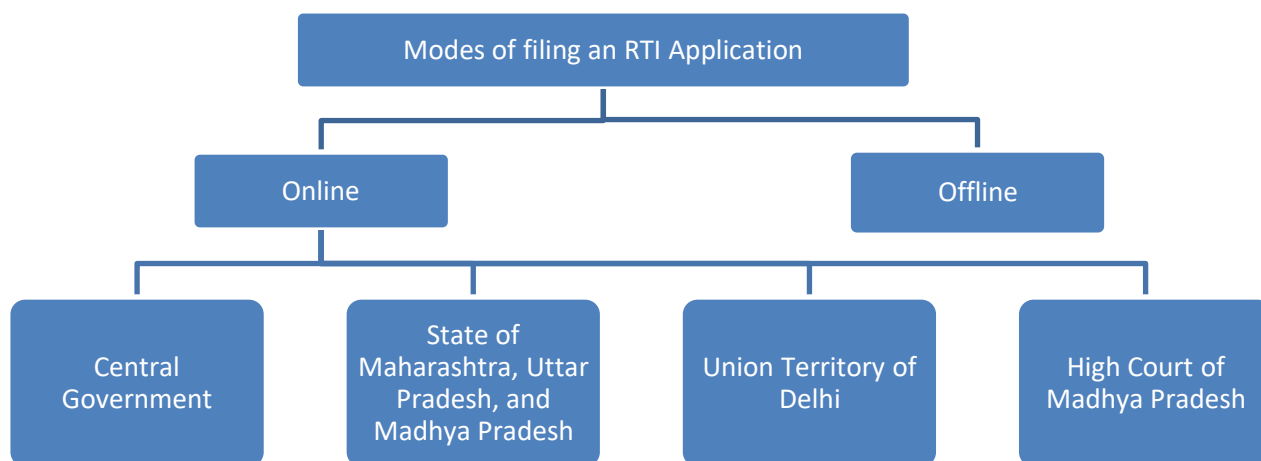 Modes of filing an RTI Application
Online
Offline
Central
Government
State of
Maharashtra, Uttar
Pradesh, and
Madhya Pradesh
Union Territory of
Delhi
High Court of
Madhya Pradesh